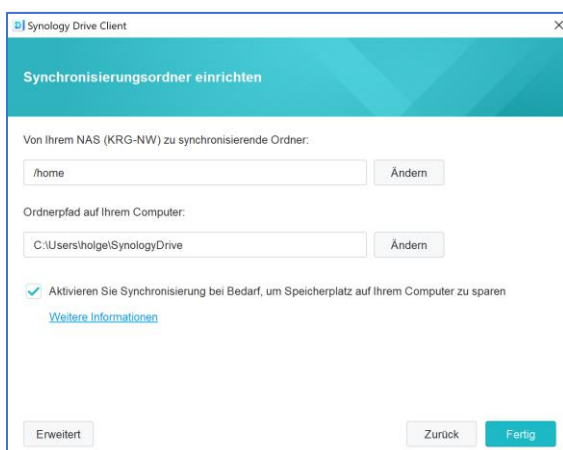 Synology Drive Client
Synchronisierungsordner einrichten
Von Ihrem NAS (KRG-NW) zu synchronisierende Ordner:
/home
Ändern
Ordnerpfad auf Ihrem Computer:
C:\Users\holge\SynologyDrive
Ändern
Aktivieren Sie Synchronisierung bei Bedarf, um Speicherplatz auf Ihrem Computer zu sparen
Weitere Informationen
Erweitert
Zurück
Fertig